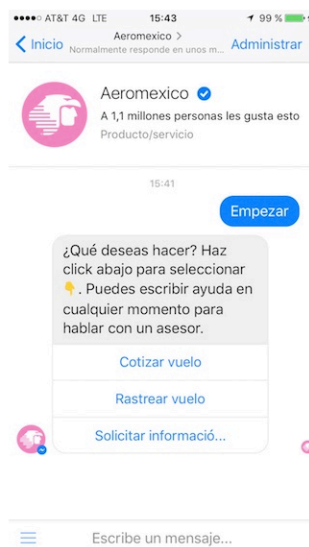 AT&T 4G LTE 15:43 99 %
Inicio Aeromexico > Administrar
Normalmente responde en unos m...
Aeromexico
A 1,1 millones personas les gusta esto
Producto/servicio
15:41
Empezar
¿Qué deseas hacer? Haz
click abajo para seleccionar
👇. Puedes escribir ayuda en
cualquier momento para
hablar con un asesor.
Cotizar vuelo
Rastrear vuelo
Solicitar informació...
Escribe un mensaje...